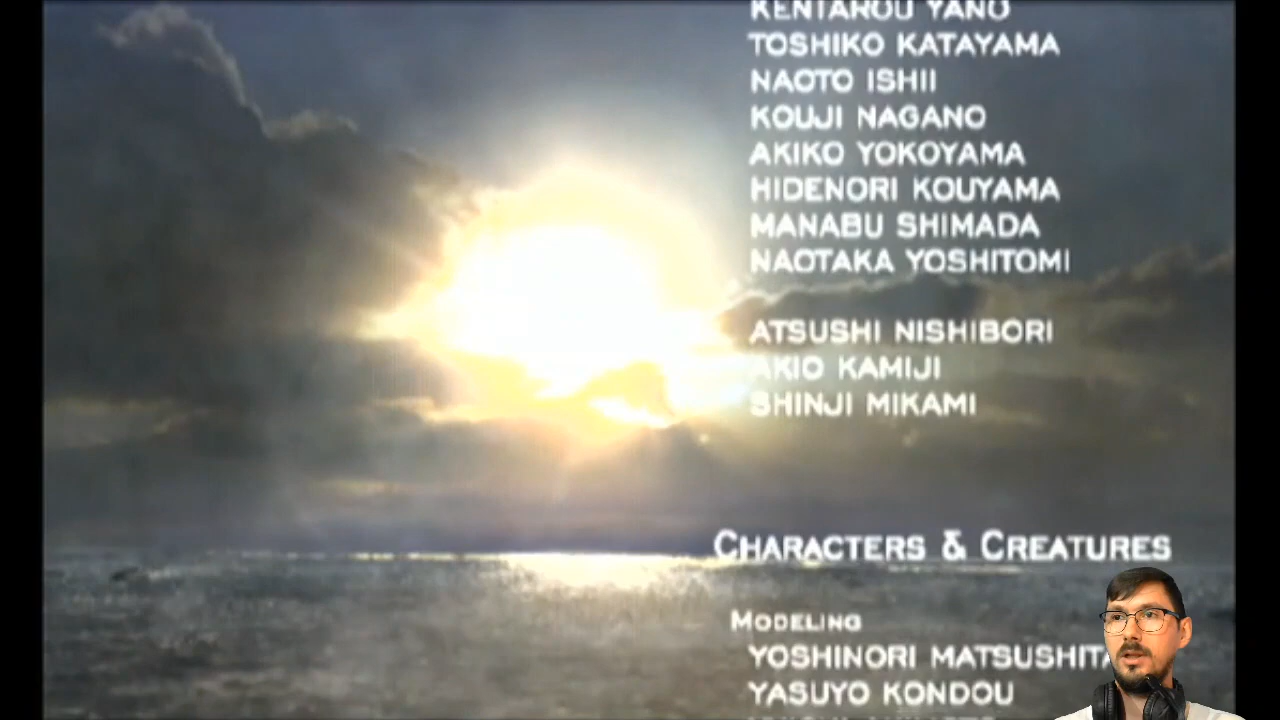 KENTAROU YANO
TOSHIKO KATAYAMA
NAOTO ISHII
KOUJI NAGANO
AKIKO YOKOYAMA
HIDENORI KOUYAMA
MANABU SHIMADA
NAOTAKA YOSHITOMI
ATSUSHI NISHIBORI
AKIO KAMIJI
SHINJI MIKAMI
CHARACTERS & CREATURES
MODELING
YOSHINORI MATSUSHITA
YASUYO KONDOU